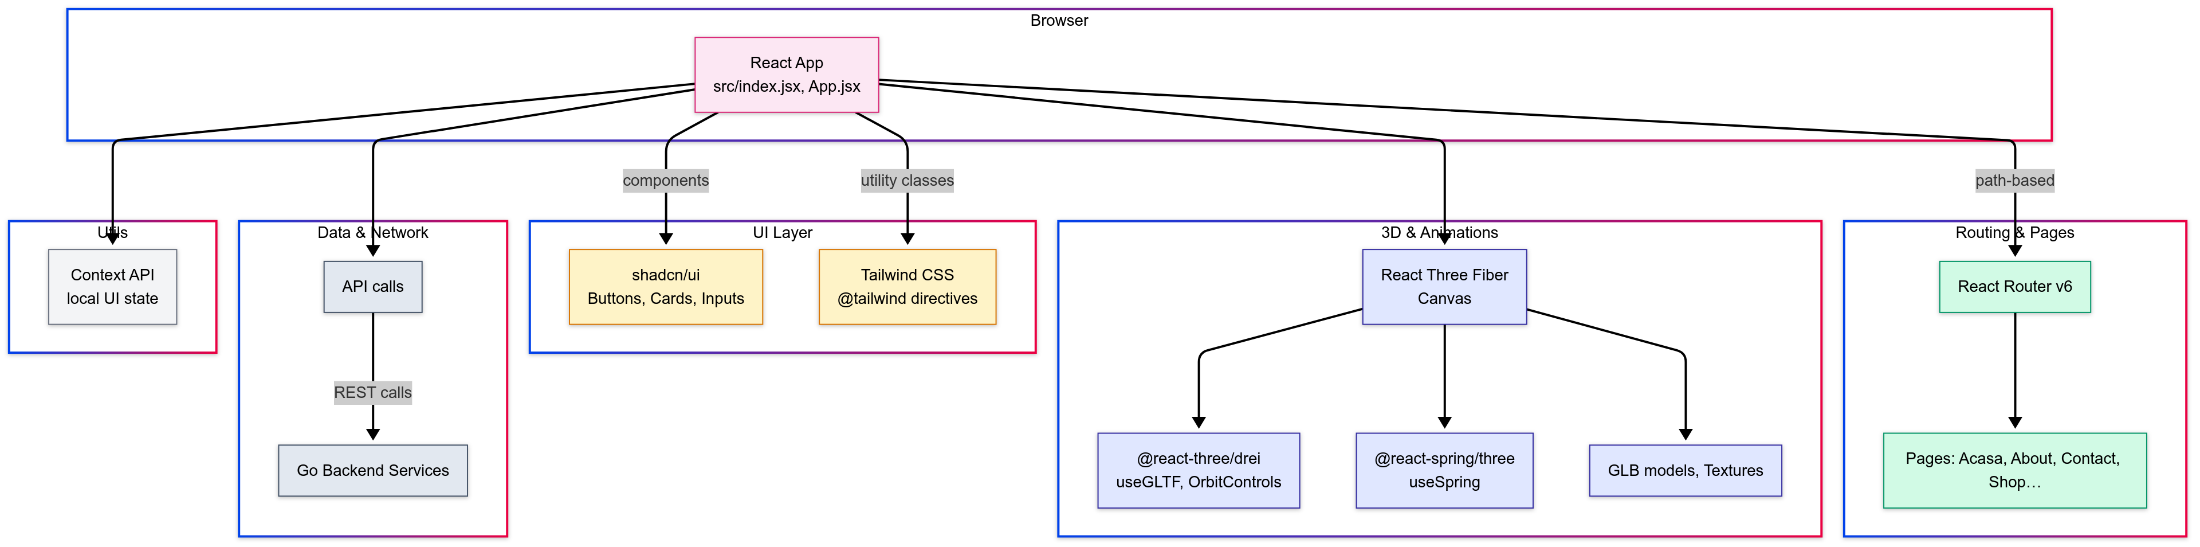 Browser
React App
src/index.jsx, App.jsx
components
utility classes
path-based
Utils
Context API
local UI state
Data & Network
API calls
REST calls
Go Backend Services
UI Layer
shadcn/ui
Buttons, Cards, Inputs
Tailwind CSS
@tailwind directives
3D & Animations
React Three Fiber
Canvas
@react-three/drei
useGLTF, OrbitControls
@react-spring/three
useSpring
GLB models, Textures
Routing & Pages
React Router v6
Pages: Acasa, About, Contact,
Shop…